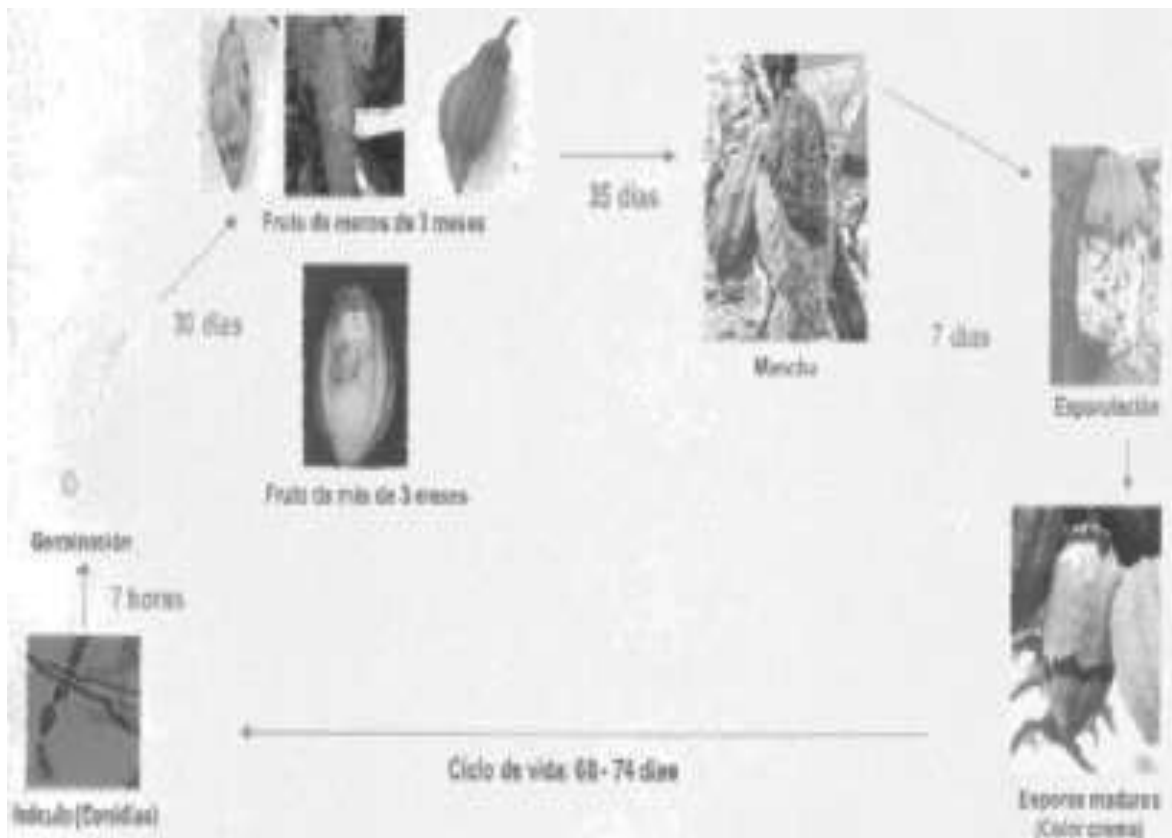 Fruto de menos de 3 meses
35 días
30 días
7 días
Mancha
Esporulación
Fruto de más de 3 meses
Germinación
7 horas
Ciclo de vida: 68 - 74 días
Inóculo (Conidias)
Esporas maduras
(Color crema)